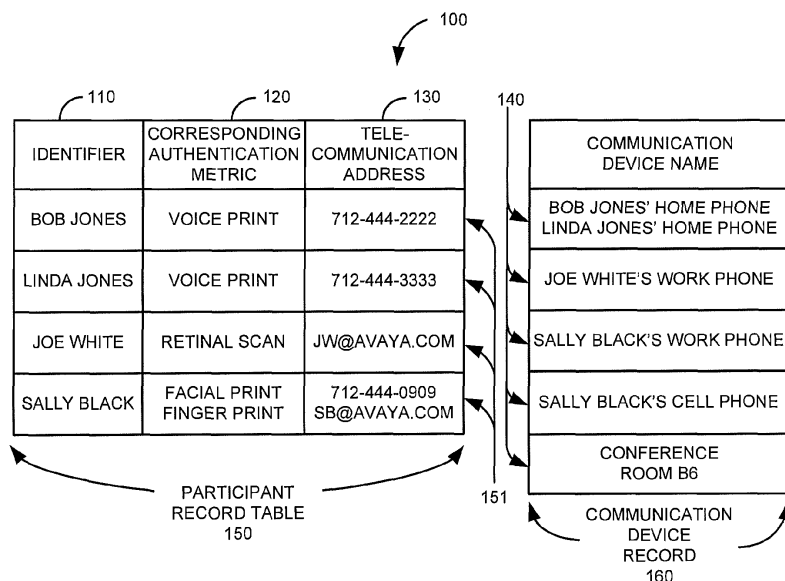 100
110
120
130
140
IDENTIFIER
CORRESPONDING
AUTHENTICATION
METRIC
TELE-
COMMUNICATION
ADDRESS
COMMUNICATION
DEVICE NAME
BOB JONES
VOICE PRINT
712-444-2222
BOB JONES' HOME PHONE
LINDA JONES' HOME PHONE
LINDA JONES
VOICE PRINT
712-444-3333
JOE WHITE'S WORK PHONE
JOE WHITE
RETINAL SCAN
JW@AVAYA.COM
SALLY BLACK'S WORK PHONE
SALLY BLACK
FACIAL PRINT
FINGER PRINT
712-444-0909
SB@AVAYA.COM
SALLY BLACK'S CELL PHONE
CONFERENCE
ROOM B6
PARTICIPANT
RECORD TABLE
150
151
COMMUNICATION
DEVICE
RECORD
160